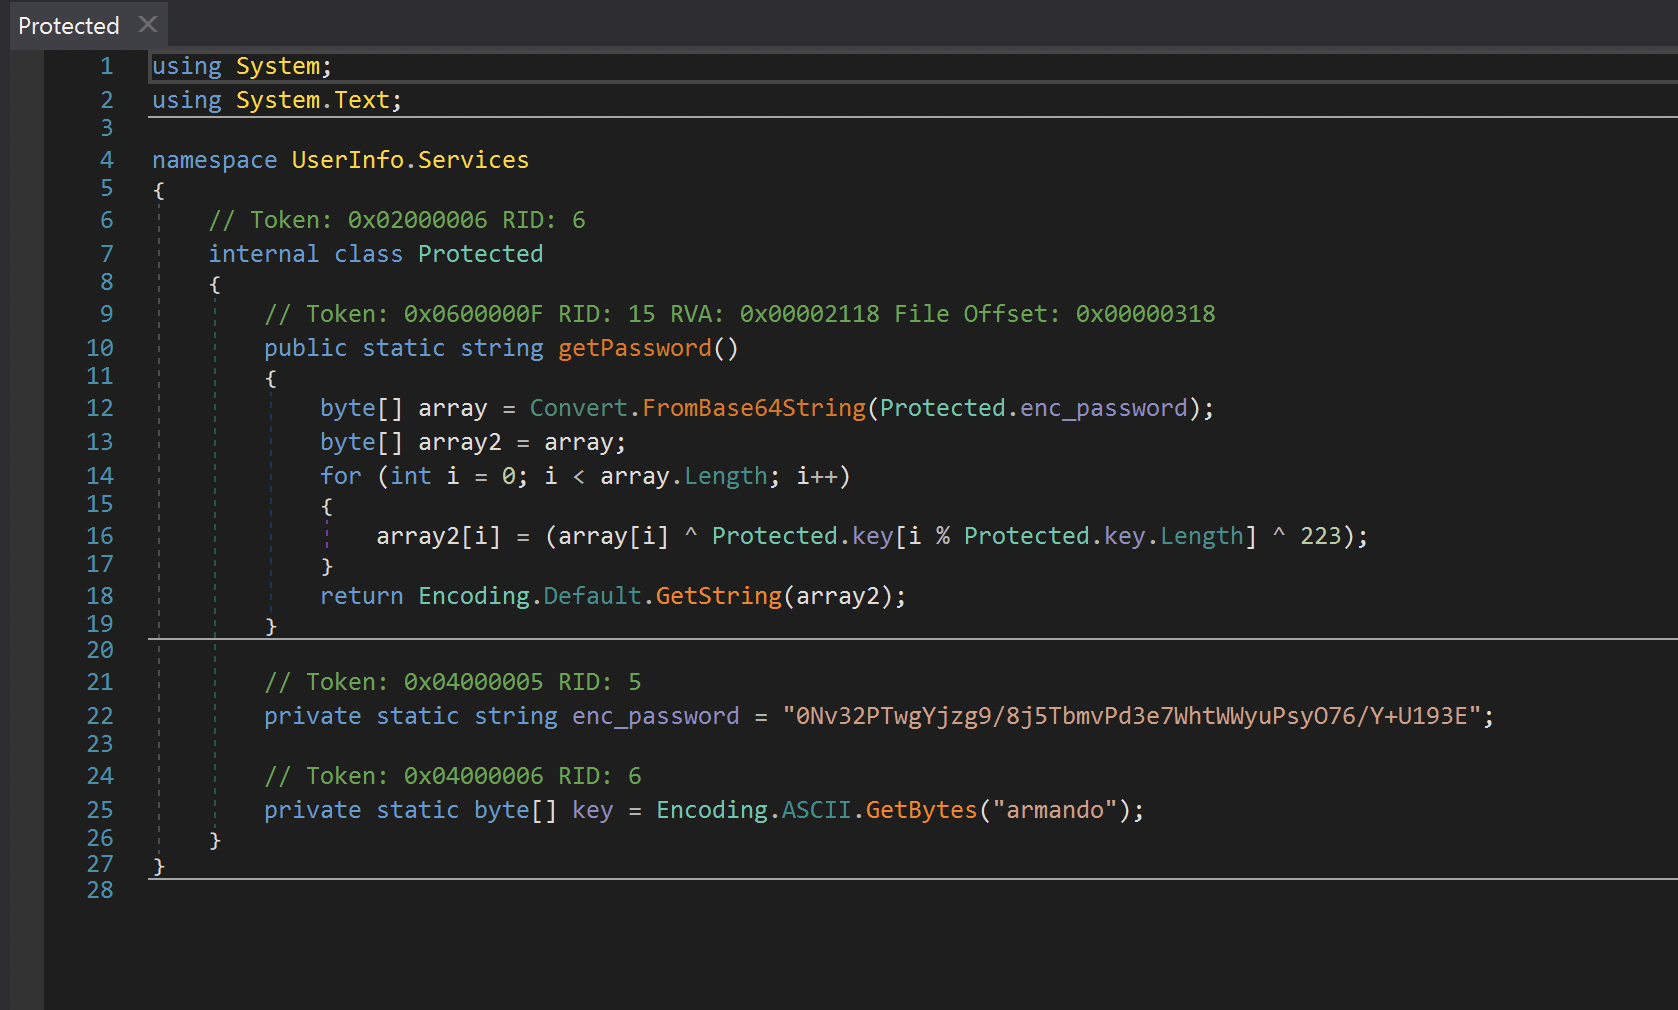 Protected
1 using System;
2 using System.Text;
3
4 namespace UserInfo.Services
5 {
6 // Token: 0x02000006 RID: 6
7 internal class Protected
8 {
9 // Token: 0x0600000F RID: 15 RVA: 0x00002118 File Offset: 0x00000318
10 public static string getPassword()
11 {
12 byte[] array = Convert.FromBase64String(Protected.enc_password);
13 byte[] array2 = array;
14 for (int i = 0; i < array.Length; i++)
15 {
16 array2[i] = (array[i] ^ Protected.key[i % Protected.key.Length] ^ 223);
17 }
18 return Encoding.Default.GetString(array2);
19 }
20
21 // Token: 0x04000005 RID: 5
22 private static string enc_password = "0Nv32PTwgYjzg9/8j5TbmvPd3e7WhtWWyuPsyO76/Y+U193E";
23
24 // Token: 0x04000006 RID: 6
25 private static byte[] key = Encoding.ASCII.GetBytes("armando");
26 }
27 }
28